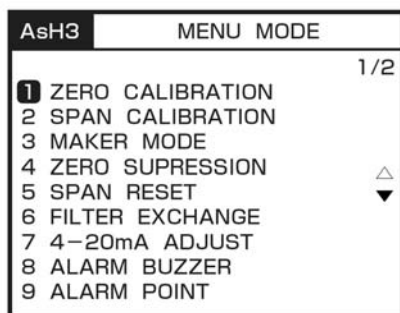 AsH3 MENU MODE
1/2
1 ZERO CALIBRATION
2 SPAN CALIBRATION
3 MAKER MODE
4 ZERO SUPRESSION
5 SPAN RESET
6 FILTER EXCHANGE
7 4-20mA ADJUST
8 ALARM BUZZER
9 ALARM POINT